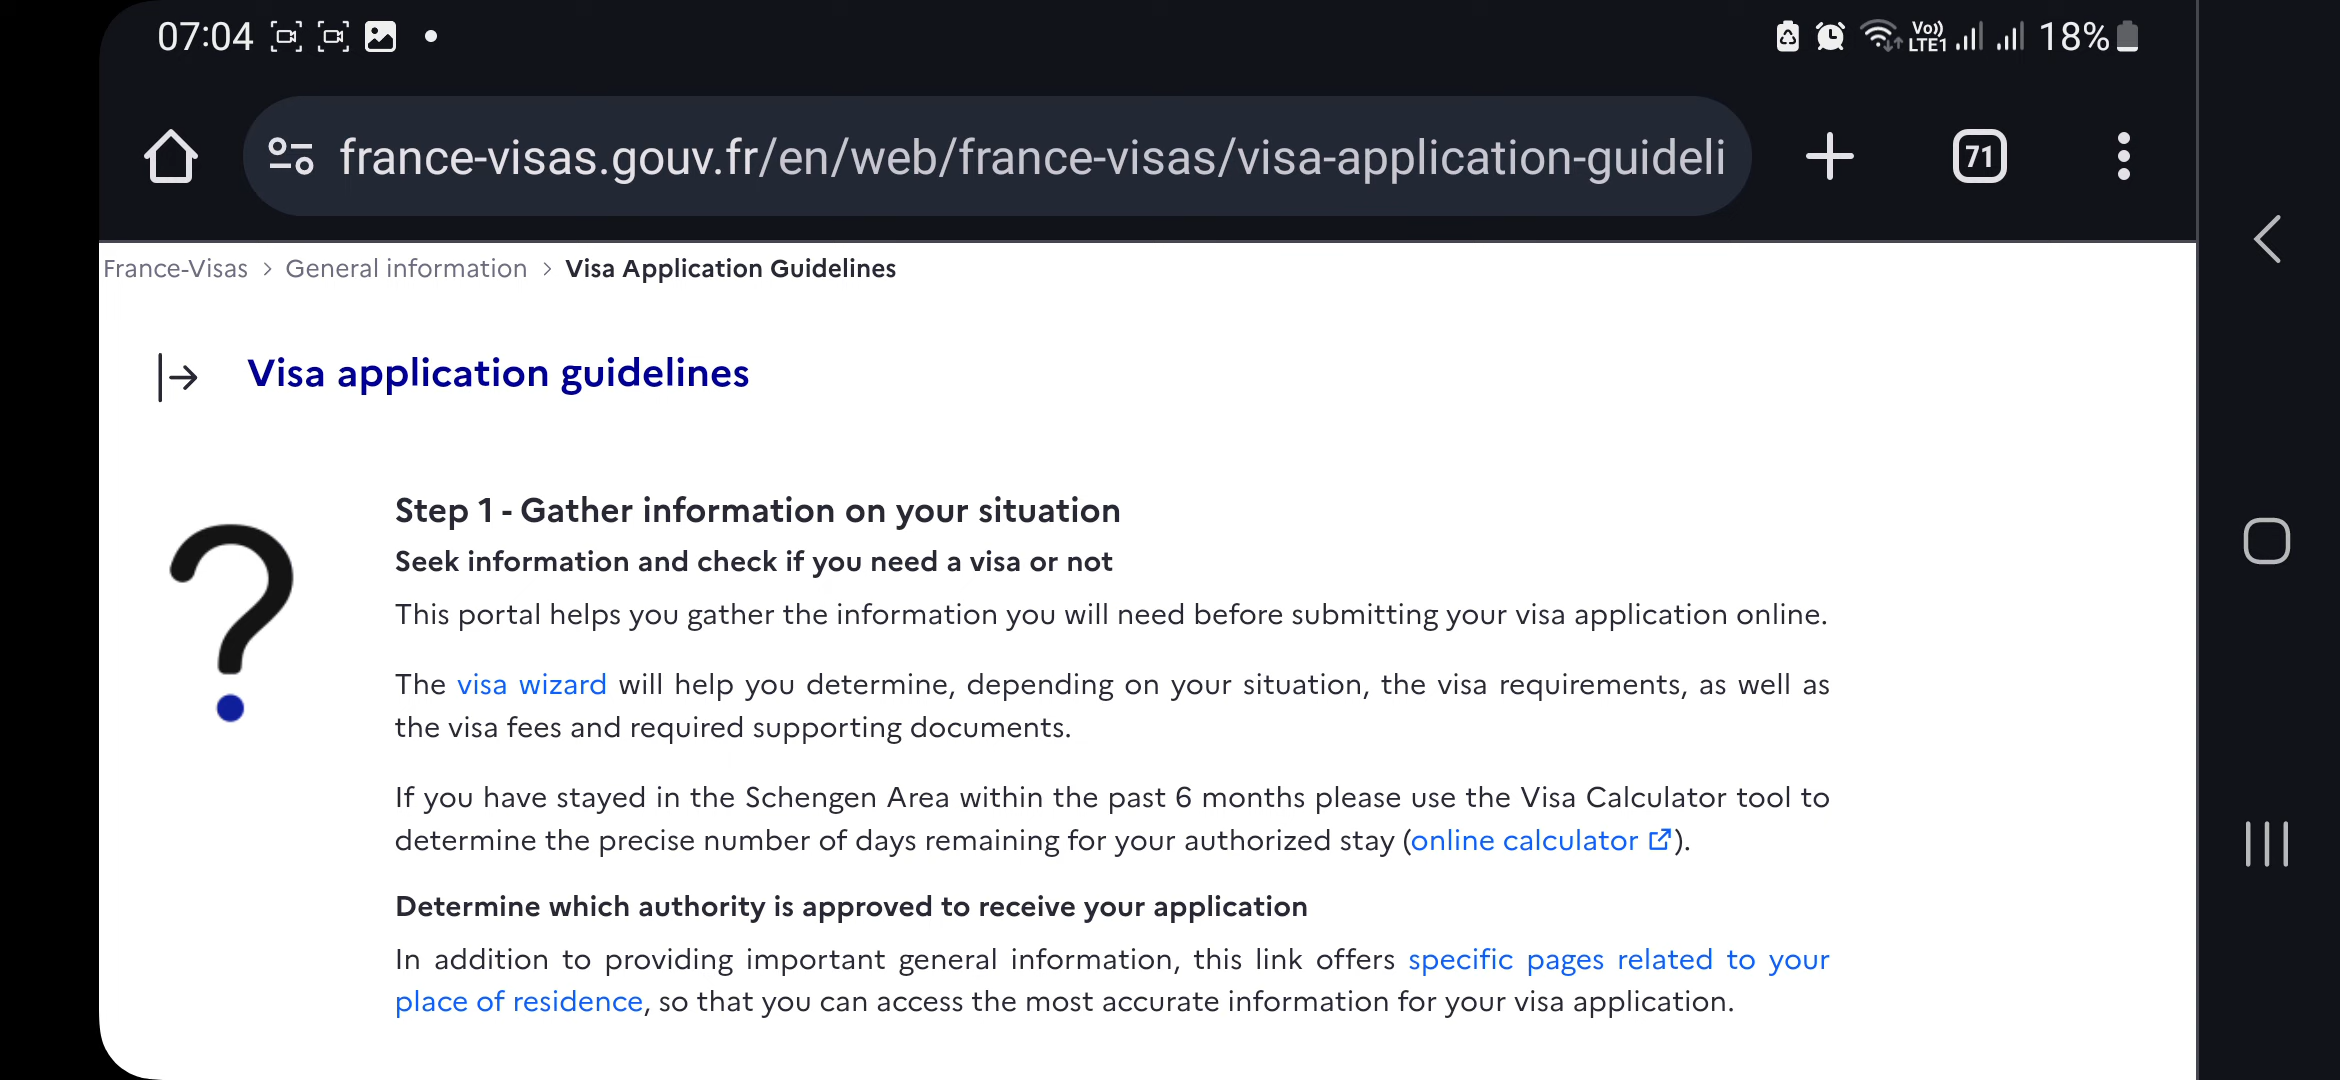 07:04
Vo)) LTE1 18%
france-visas.gouv.fr/en/web/france-visas/visa-application-guideli
71
France-Visas > General information > Visa Application Guidelines
Visa application guidelines
Step 1 - Gather information on your situation
Seek information and check if you need a visa or not
This portal helps you gather the information you will need before submitting your visa application online.
The visa wizard will help you determine, depending on your situation, the visa requirements, as well as
the visa fees and required supporting documents.
If you have stayed in the Schengen Area within the past 6 months please use the Visa Calculator tool to
determine the precise number of days remaining for your authorized stay (online calculator).
Determine which authority is approved to receive your application
In addition to providing important general information, this link offers specific pages related to your
place of residence, so that you can access the most accurate information for your visa application.